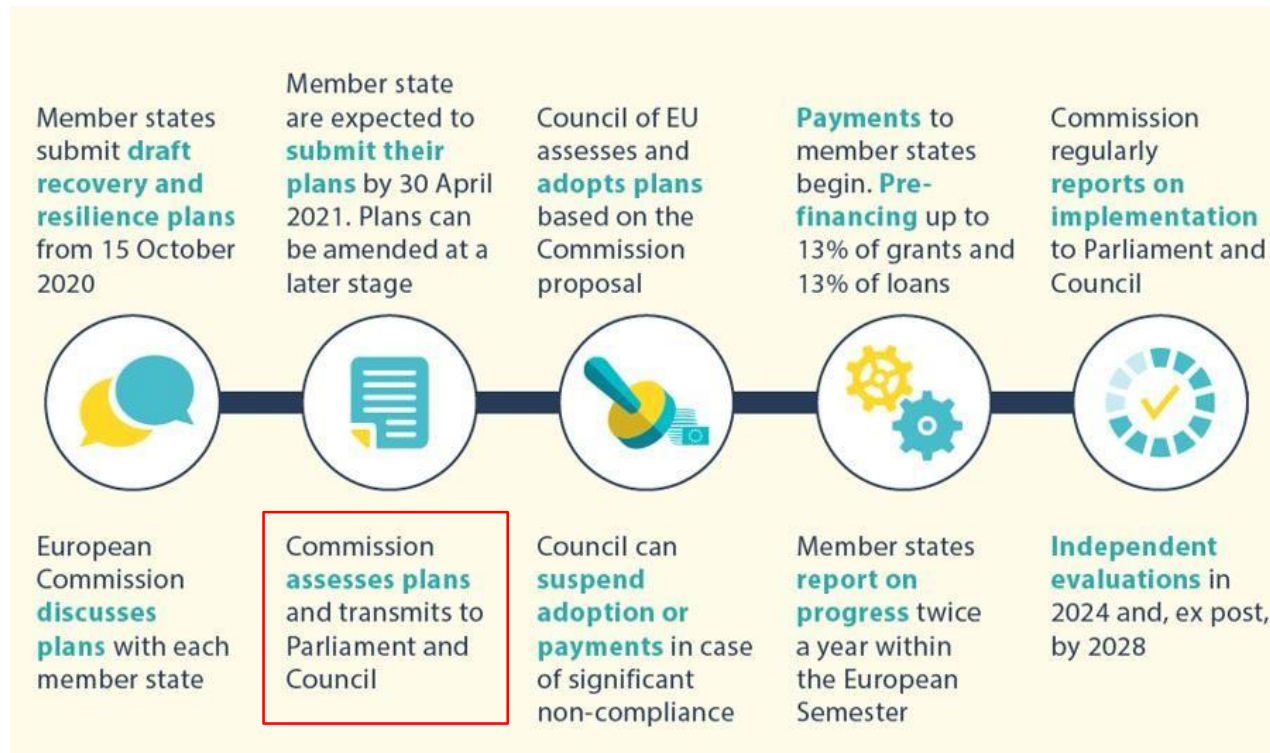 Member states
submit draft
recovery and
resilience plans
from 15 October
2020
Member state
are expected to
submit their
plans by 30 April
2021. Plans can
be amended at a
later stage
Council of EU
assesses and
adopts plans
based on the
Commission
proposal
Payments to
member states
begin. Pre-
financing up to
13% of grants and
13% of loans
Commission
regularly
reports on
implementation
to Parliament and
Council
European
Commission
discusses
plans with each
member state
Commission
assesses plans
and transmits to
Parliament and
Council
Council can
suspend
adoption or
payments in case
of significant
non-compliance
Member states
report on
progress twice
a year within
the European
Semester
Independent
evaluations in
2024 and, ex post,
by 2028